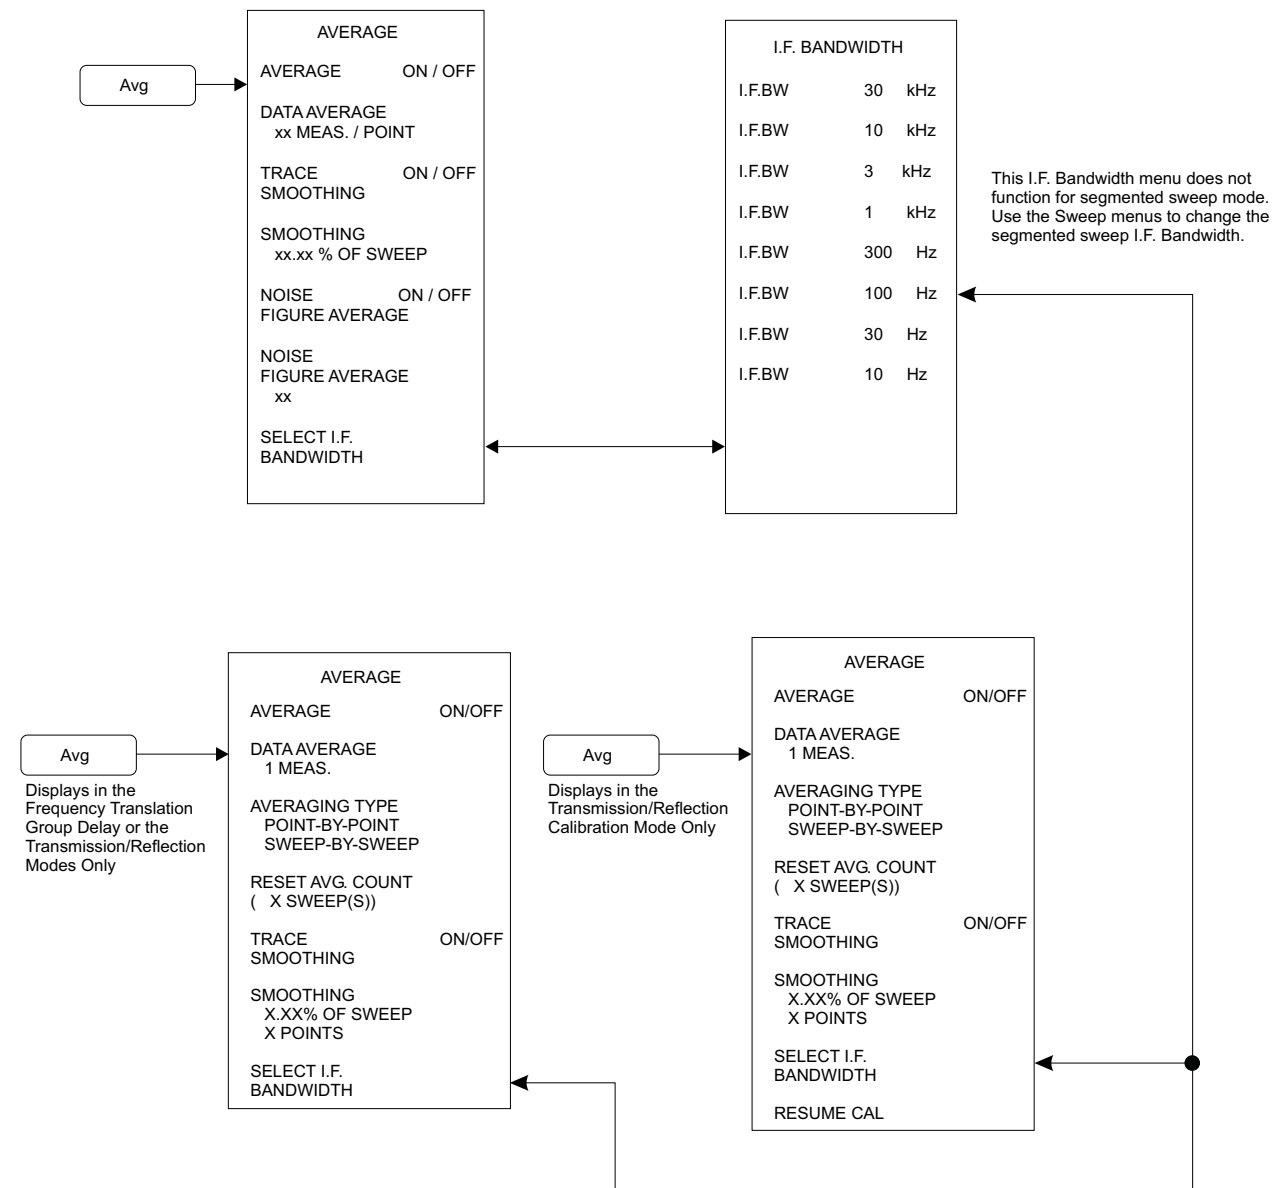 Avg
AVERAGE
AVERAGE ON / OFF
DATA AVERAGE
xx MEAS. / POINT
TRACE ON / OFF
SMOOTHING
SMOOTHING
xx.xx % OF SWEEP
NOISE ON / OFF
FIGURE AVERAGE
NOISE
FIGURE AVERAGE
xx
SELECT I.F.
BANDWIDTH
I.F. BANDWIDTH
I.F.BW 30 kHz
I.F.BW 10 kHz
I.F.BW 3 kHz
I.F.BW 1 kHz
I.F.BW 300 Hz
I.F.BW 100 Hz
I.F.BW 30 Hz
I.F.BW 10 Hz
This I.F. Bandwidth menu does not
function for segmented sweep mode.
Use the Sweep menus to change the
segmented sweep I.F. Bandwidth.
Avg
Displays in the
Frequency Translation
Group Delay or the
Transmission/Reflection
Modes Only
AVERAGE
AVERAGE ON/OFF
DATA AVERAGE
1 MEAS.
AVERAGING TYPE
POINT-BY-POINT
SWEEP-BY-SWEEP
RESET AVG. COUNT
( X SWEEP(S))
TRACE ON/OFF
SMOOTHING
SMOOTHING
X.XX% OF SWEEP
X POINTS
SELECT I.F.
BANDWIDTH
Avg
Displays in the
Transmission/Reflection
Calibration Mode Only
AVERAGE
AVERAGE ON/OFF
DATA AVERAGE
1 MEAS.
AVERAGING TYPE
POINT-BY-POINT
SWEEP-BY-SWEEP
RESET AVG. COUNT
( X SWEEP(S))
TRACE ON/OFF
SMOOTHING
SMOOTHING
X.XX% OF SWEEP
X POINTS
SELECT I.F.
BANDWIDTH
RESUME CAL